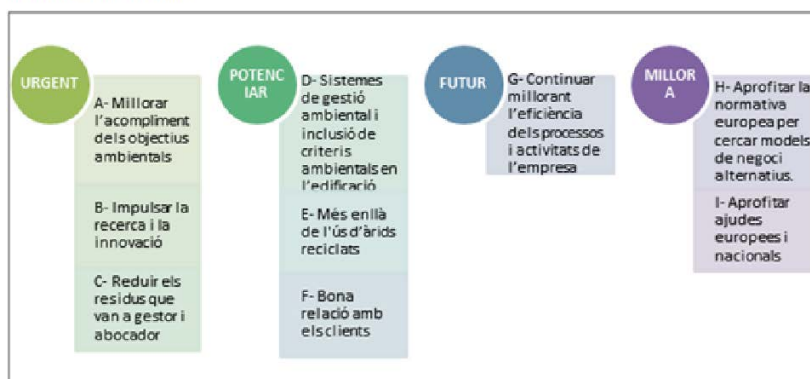 URGENT
A- Millorar
l'acompliment
dels objectius
ambientals
B- Impulsar la
recerca i la
innovació
C- Reduir els
residus que
van a gestor i
abocador
POTENC
IAR
D- Sistemes
de gestió
ambiental i
inclusió de
criteris
ambientals en
l'edificació
E- Més enllà
de l'ús d'àrids
reciclats
F- Bona
relació amb
els clients
FUTUR
G- Continuar
millorant
l'eficiència
dels processos
i activitats de
l'empresa
MILLOR
A
H- Aprofitar la
normativa
europea per
cercar models
de negoci
alternatius.
I- Aprofitar
ajudes
europees i
nacionals